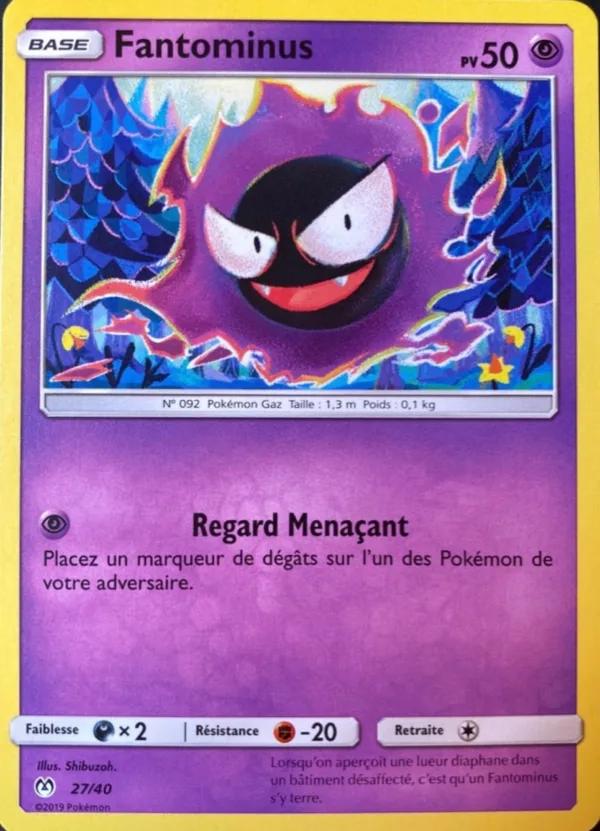 BASE Fantominus PV 50
N° 092 Pokémon Gaz Taille : 1,3 m Poids : 0,1 kg
Regard Menaçant
Placez un marqueur de dégâts sur l'un des Pokémon de
votre adversaire.
Faiblesse ×2 Résistance -20 Retraite
Illus. Shibuzoh.
27/40
©2019 Pokémon
Lorsqu'on aperçoit une lueur diaphane dans
un bâtiment désaffecté, c'est qu'un Fantominus
s'y terre.